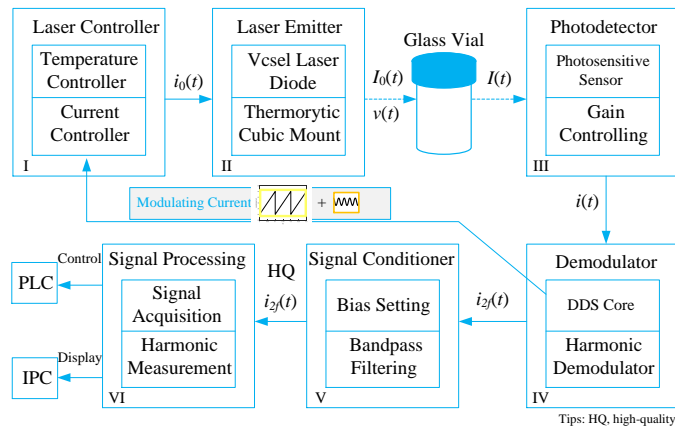 Laser Controller
Temperature
Controller
Current
Controller
I
i0(t)
Laser Emitter
Vcsel Laser
Diode
Thermorytic
Cubic Mount
II
I0(t)
v(t)
Glass Vial
I(t)
Photodetector
Photosensitive
Sensor
Gain
Controlling
III
i(t)
Modulating Current
+
Demodulator
DDS Core
Harmonic
Demodulator
IV
i2f(t)
Signal Conditioner
Bias Setting
Bandpass
Filtering
V
HQ
i2f(t)
Signal Processing
Signal
Acquisition
Harmonic
Measurement
VI
Control
PLC
Display
IPC
Tips: HQ, high-quality